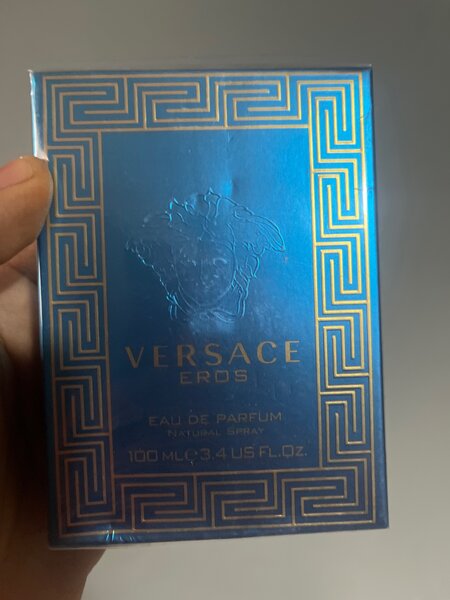 VERSACE
EROS
EAU DE PARFUM
NATURAL SPRAY
100 ML ℮ 3.4 US FL.OZ.